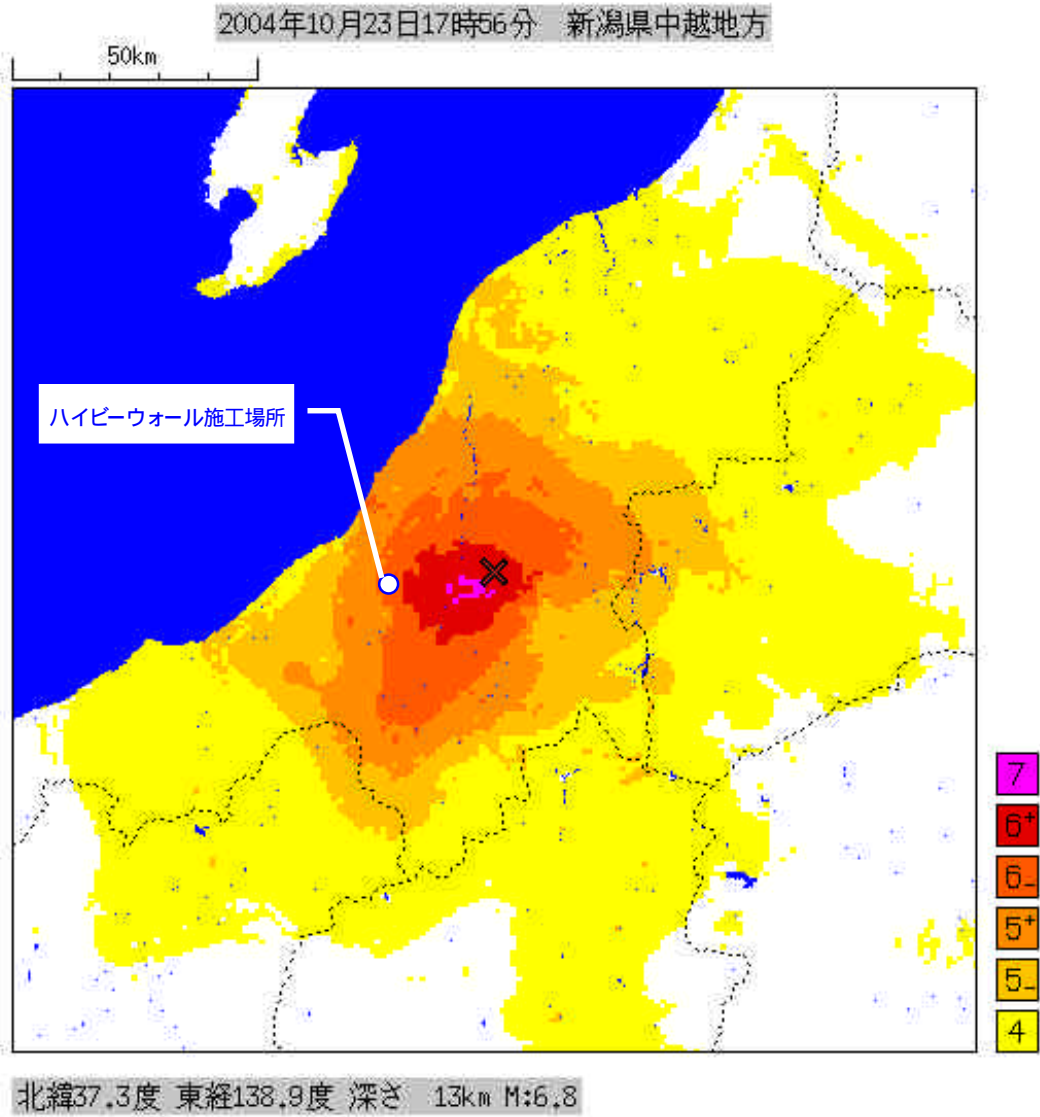 2004年10月23日17時56分 新潟県中越地方
50km
ハイビーウォール施工場所
7
6+
6-
5+
5-
4
北緯37.3度 東経138.9度 深さ 13km M:6.8